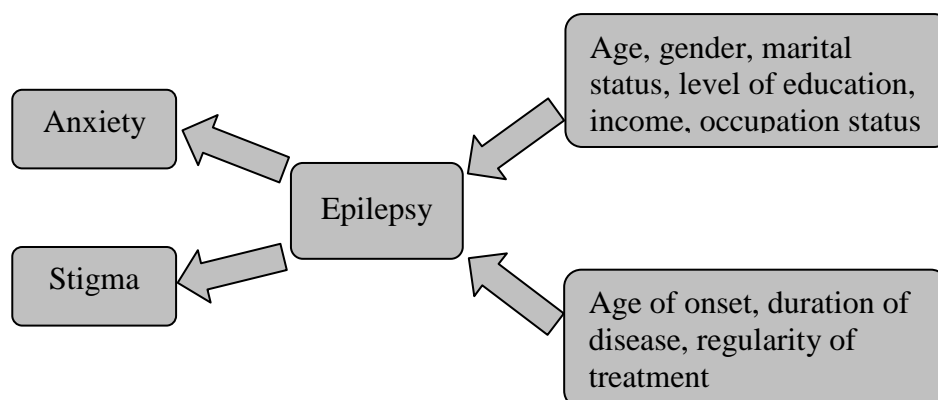 Age, gender, marital
status, level of education,
income, occupation status
Anxiety
Epilepsy
Stigma
Age of onset, duration of
disease, regularity of
treatment